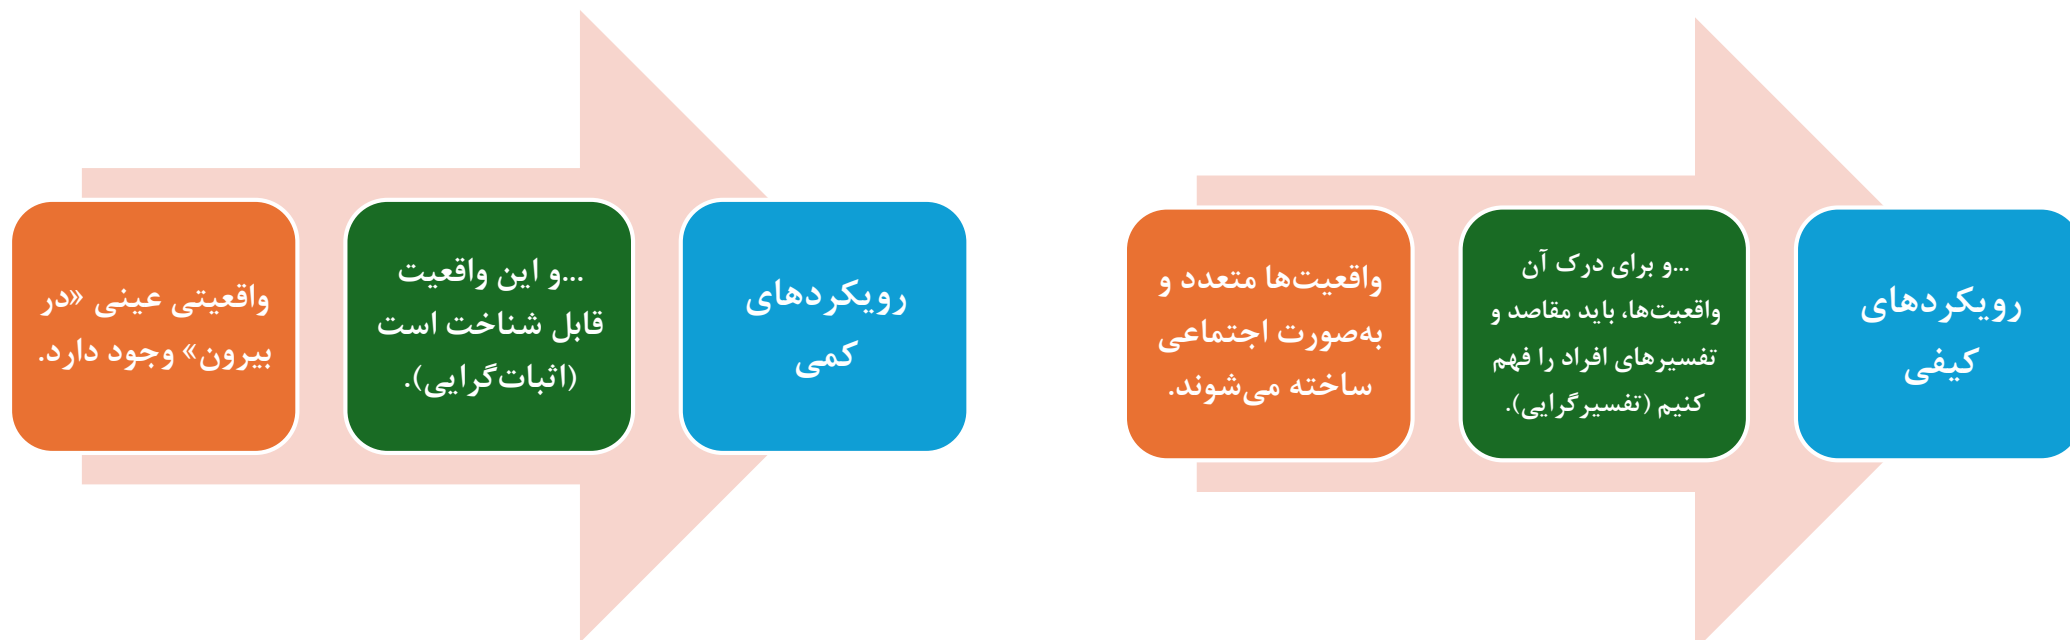 واقعیتی عینی «در
بیرون» وجود دارد.
...و این واقعیت
قابل شناخت است
(اثبات‌گرایی).
رویکردهای
کمی
واقعیت‌ها متعدد و
به‌صورت اجتماعی
ساخته می‌شوند.
...و برای درک آن
واقعیت‌ها، باید مقاصد و
تفسیرهای افراد را فهم
کنیم (تفسیرگرایی).
رویکردهای
کیفی